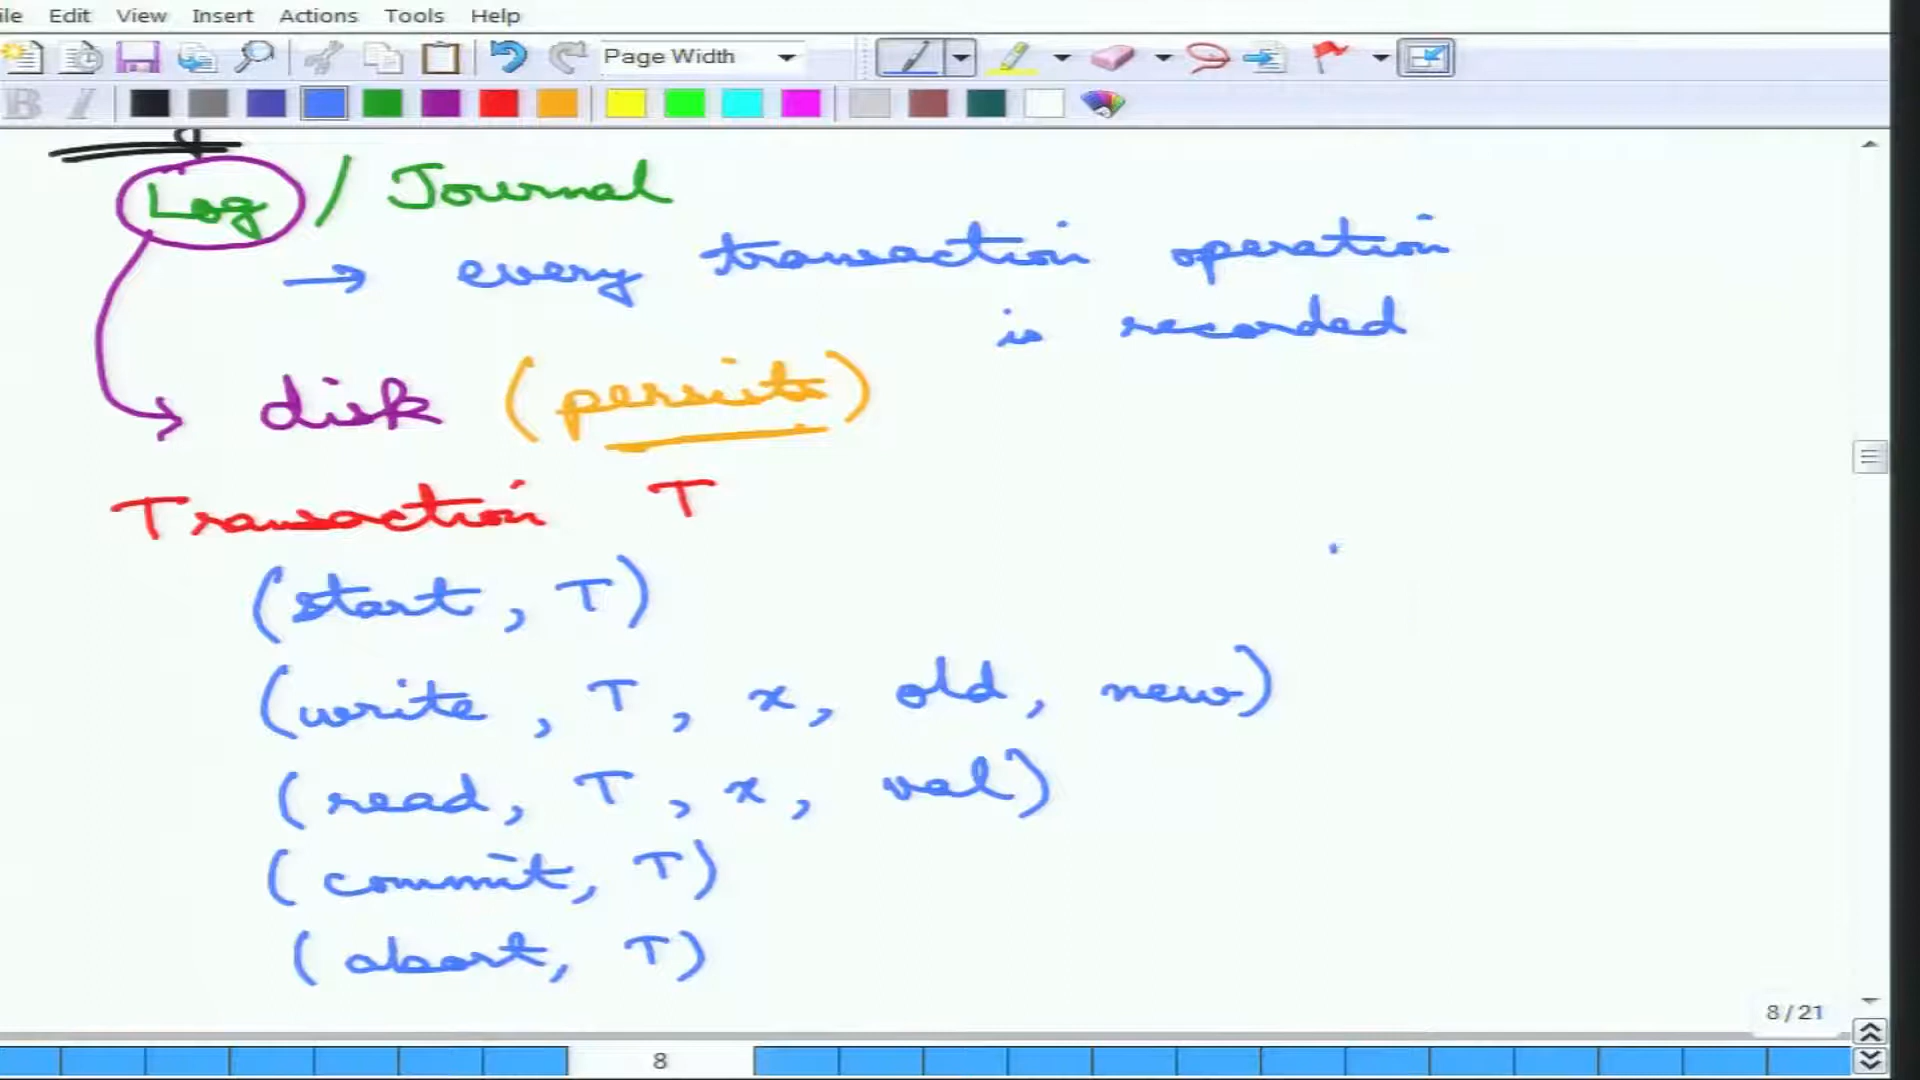 ile Edit View Insert Actions Tools Help
Page Width
B I
Log / Journal
→ every transaction operation
is recorded
disk (persists)
Transaction T
(start, T)
(write, T, x, old, new)
(read, T, x, val)
(commit, T)
(abort, T)
8 / 21
8